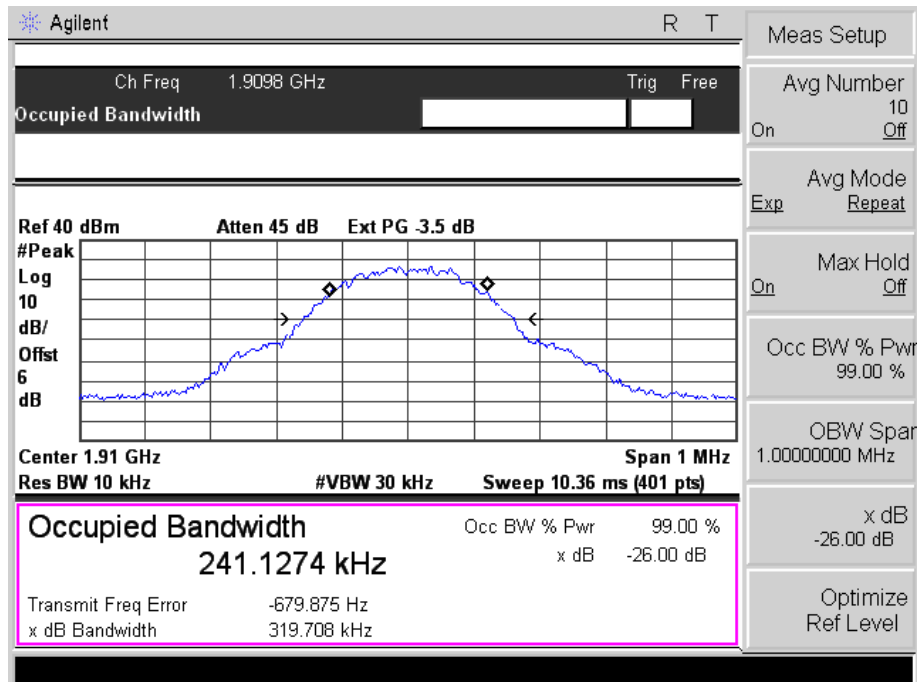 Agilent R T
Ch Freq 1.9098 GHz Trig Free
Occupied Bandwidth
Ref 40 dBm Atten 45 dB Ext PG -3.5 dB
#Peak
Log
10
dB/
Offst
6
dB
Center 1.91 GHz Span 1 MHz
Res BW 10 kHz #VBW 30 kHz Sweep 10.36 ms (401 pts)
Occupied Bandwidth Occ BW % Pwr 99.00 %
241.1274 kHz x dB -26.00 dB
Transmit Freq Error -679.875 Hz
x dB Bandwidth 319.708 kHz
Meas Setup
Avg Number
10
On Off
Avg Mode
Exp Repeat
Max Hold
On Off
Occ BW % Pwr
99.00 %
OBW Span
1.00000000 MHz
x dB
-26.00 dB
Optimize
Ref Level